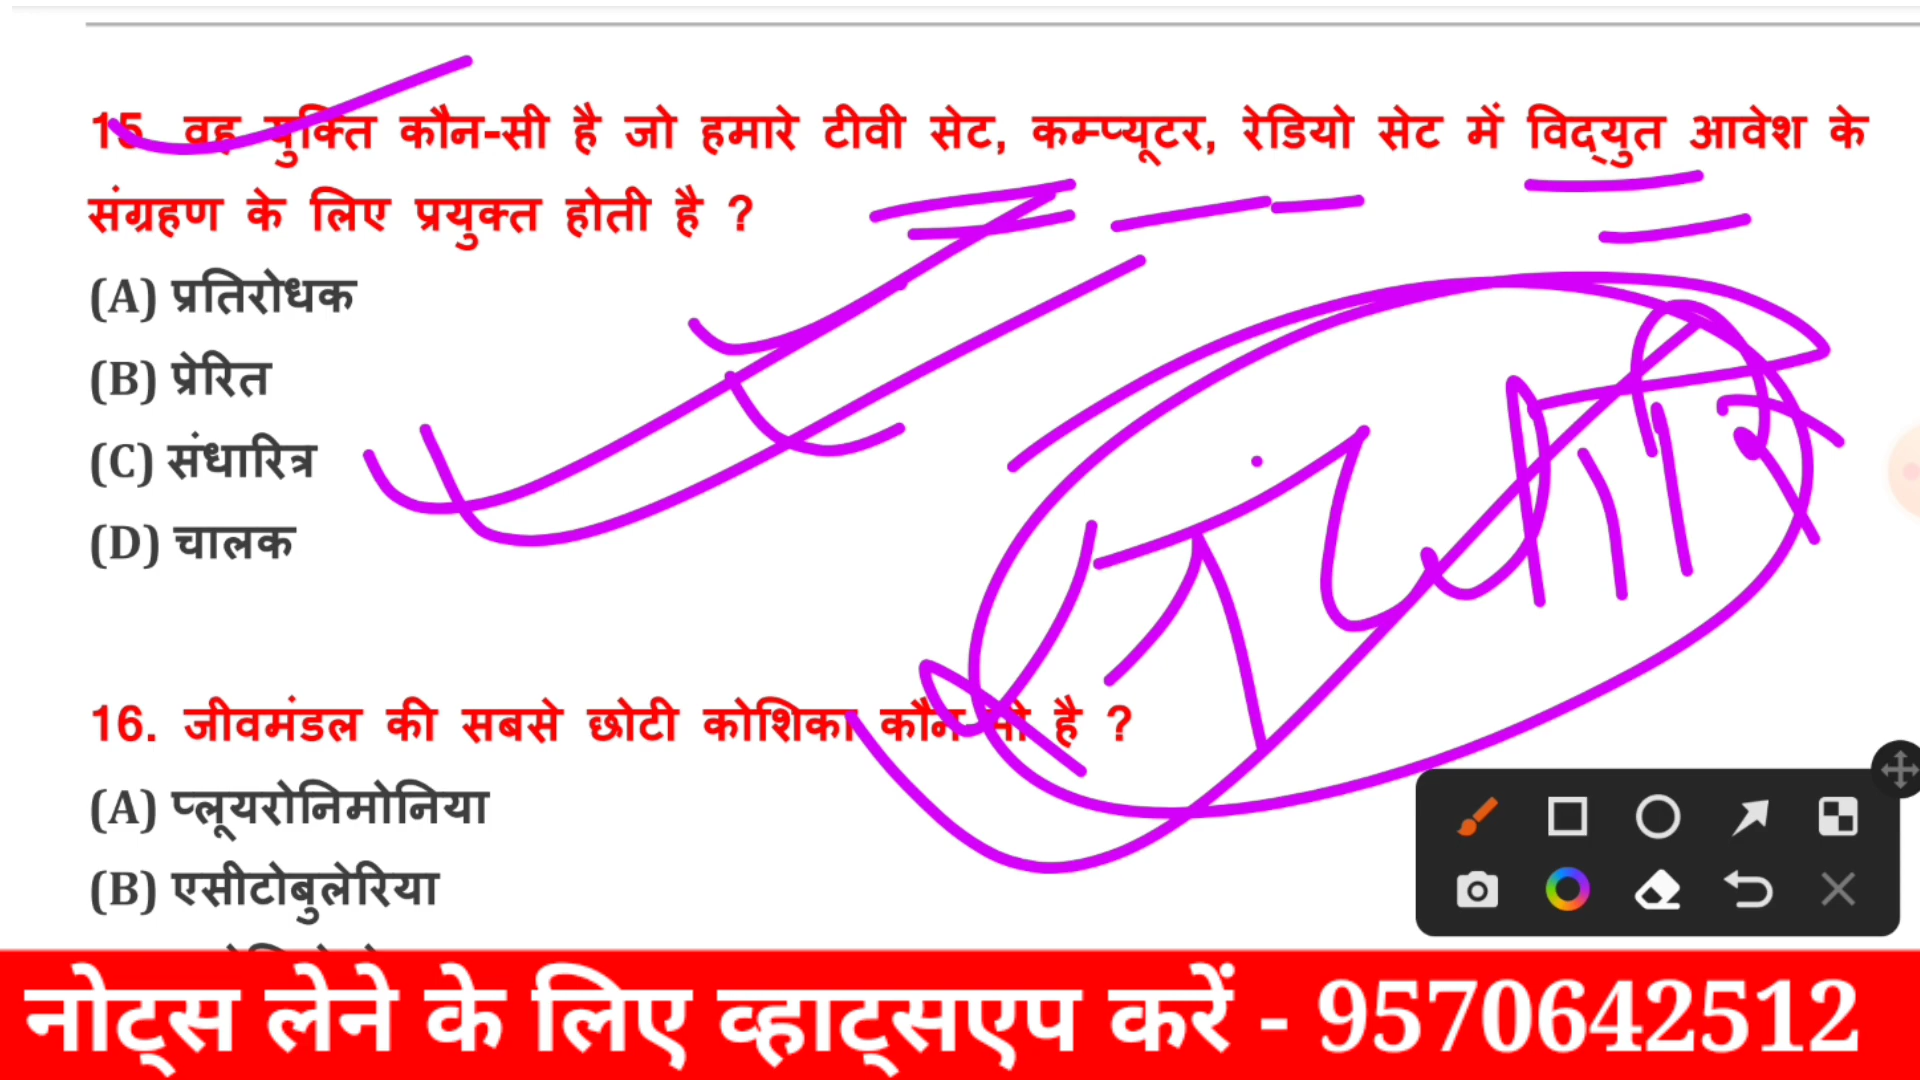 15. वह युक्ति कौन-सी है जो हमारे टीवी सेट, कम्प्यूटर, रेडियो सेट में विद्युत आवेश के
संग्रहण के लिए प्रयुक्त होती है ?
(A) प्रतिरोधक
(B) प्रेरित
(C) संधारित्र
(D) चालक
16. जीवमंडल की सबसे छोटी कोशिका कौन सी है ?
(A) प्लूयरोनिमोनिया
(B) एसीटोबुलेरिया
नोट्स लेने के लिए व्हाट्सएप करें - 9570642512